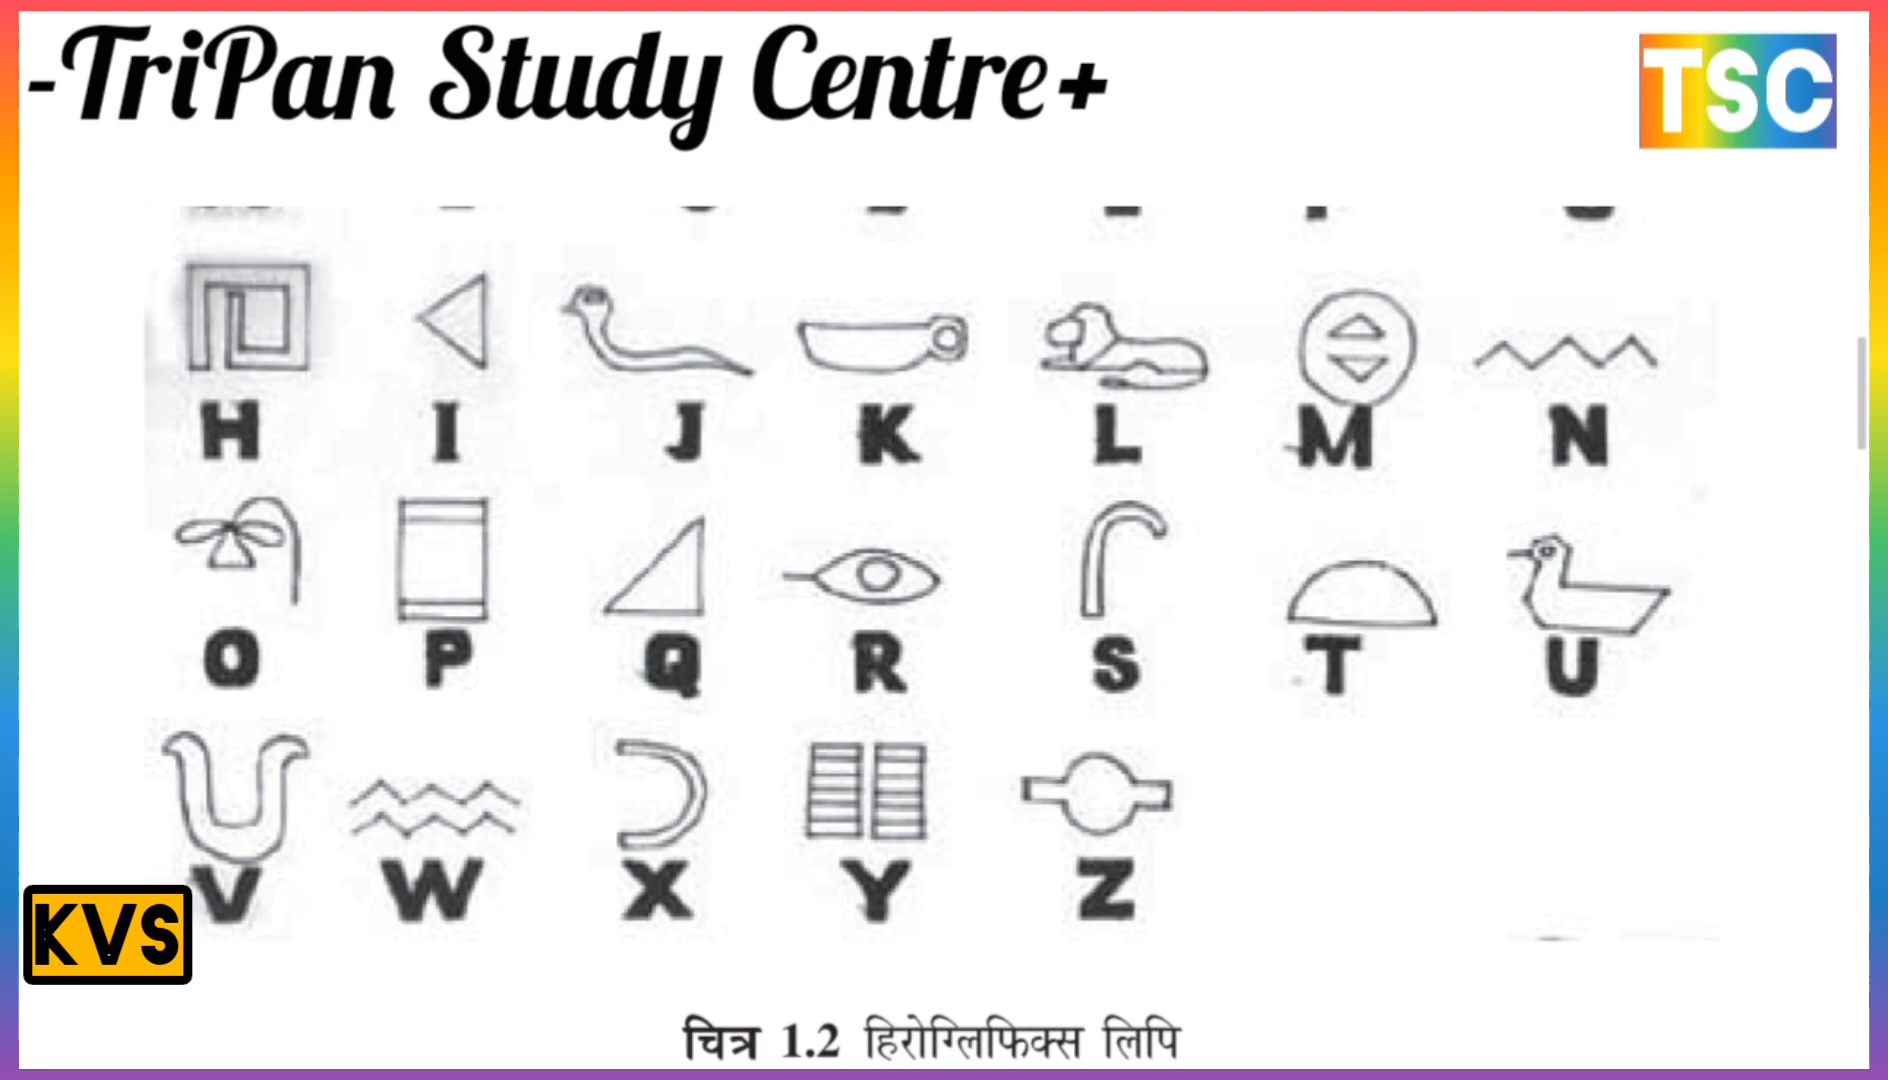 -TriPan Study Centre+
TSC
H I J K L M N
O P Q R S T U
V W X Y Z
KVS
चित्र 1.2 हिरोग्लिफिक्स लिपि